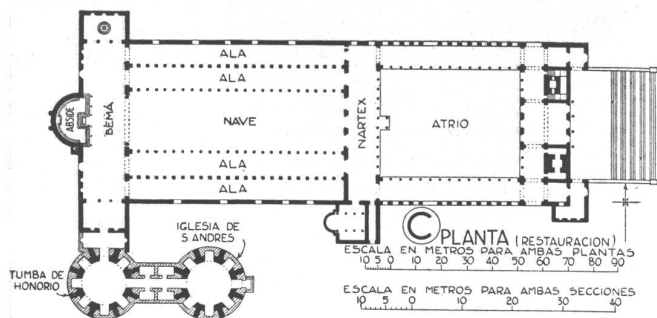 ALA
ALA
ABSIDE
BEMÁ
NAVE
NARTEX
ATRIO
ALA
ALA
IGLESIA DE
S. ANDRES
TUMBA DE
HONORIO
C PLANTA (RESTAURACION)
ESCALA EN METROS PARA AMBAS PLANTAS
10 5 0 10 20 30 40 50 60 70 80 90
ESCALA EN METROS PARA AMBAS SECCIONES
10 5 0 10 20 30 40